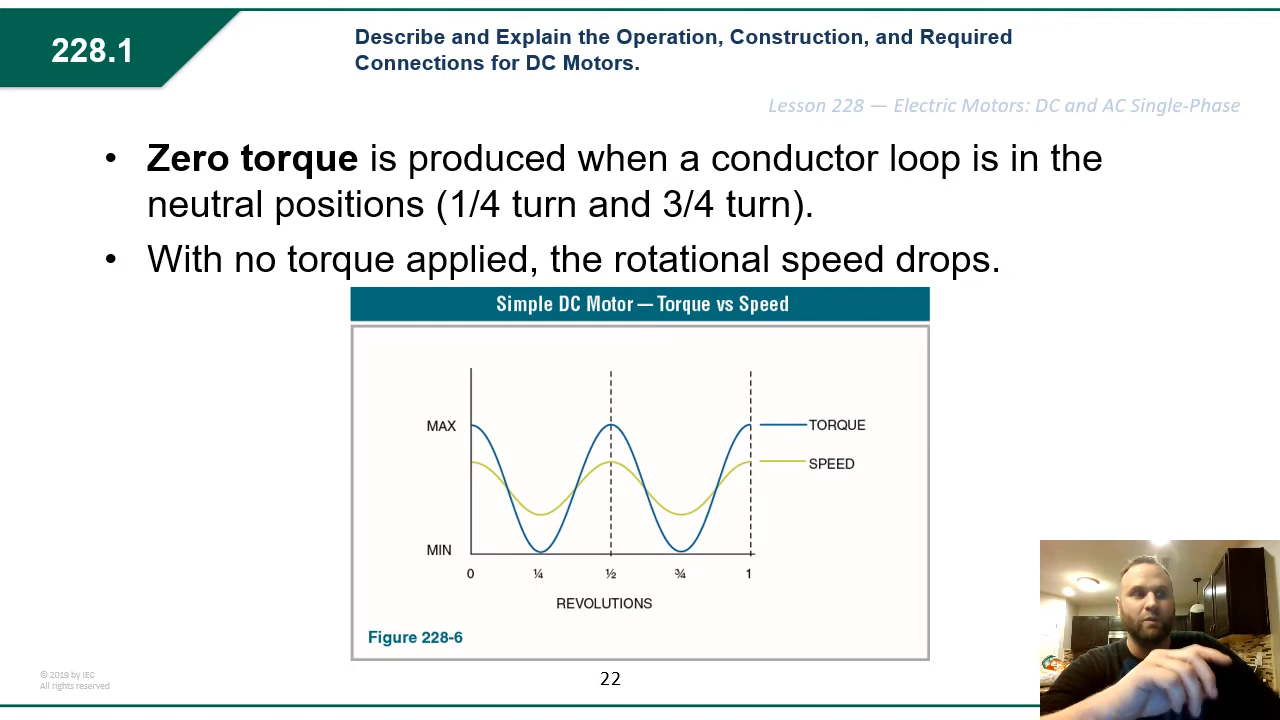 228.1
Describe and Explain the Operation, Construction, and Required
Connections for DC Motors.
Lesson 228 — Electric Motors: DC and AC Single-Phase
• Zero torque is produced when a conductor loop is in the
neutral positions (1/4 turn and 3/4 turn).
• With no torque applied, the rotational speed drops.
Simple DC Motor — Torque vs Speed
MAX
TORQUE
SPEED
MIN
0 ¼ ½ ¾ 1
REVOLUTIONS
Figure 228-6
© 2019 by IEC
All rights reserved
22